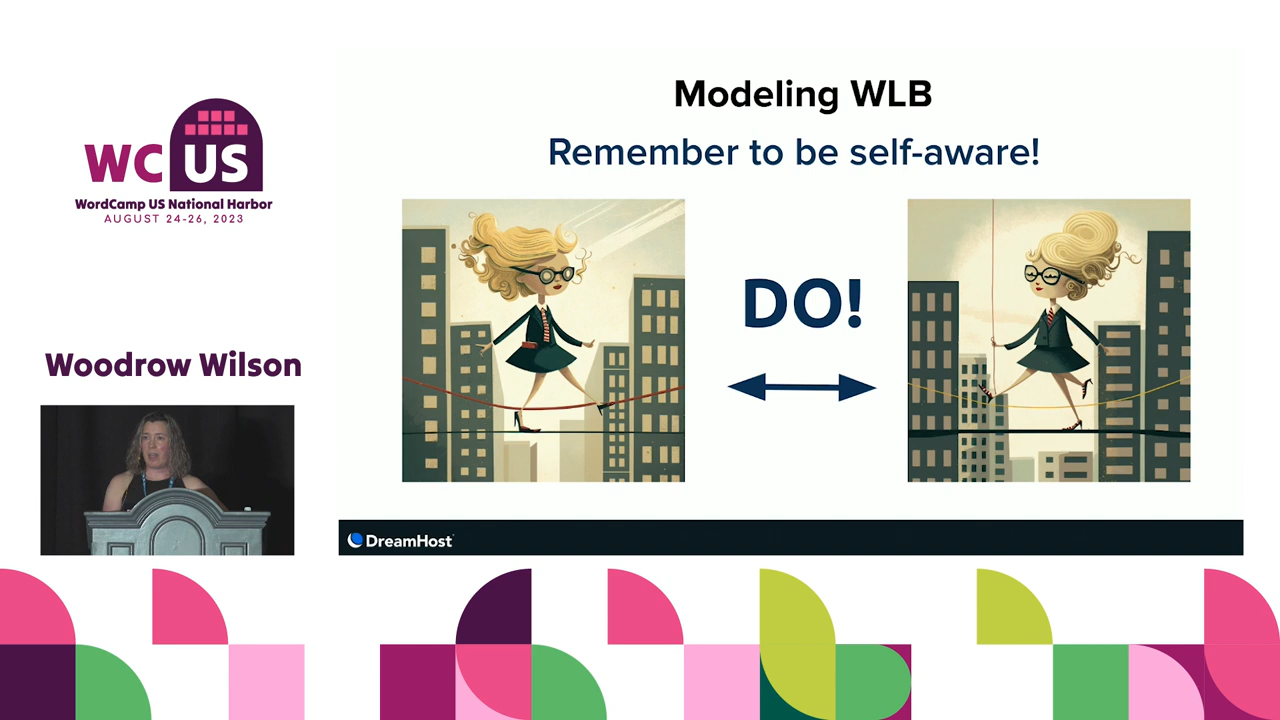 WC US
WordCamp US National Harbor
AUGUST 24-26, 2023
Woodrow Wilson
Modeling WLB
Remember to be self-aware!
DO!
DreamHost